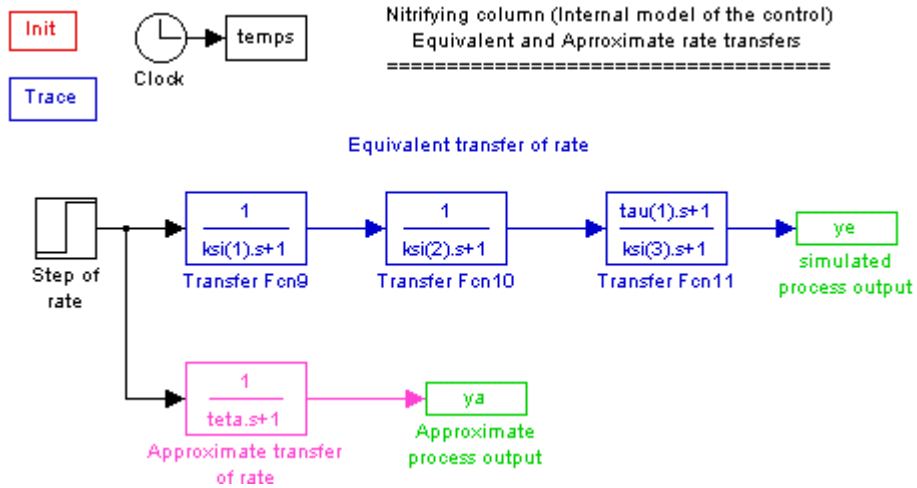 Init
Trace
temps
Clock
Nitrifying column (Internal model of the control)
Equivalent and Aprroximate rate transfers
=====================================
Equivalent transfer of rate
Step of
rate
1
ksi(1).s+1
Transfer Fcn9
1
ksi(2).s+1
Transfer Fcn10
tau(1).s+1
ksi(3).s+1
Transfer Fcn11
ye
simulated
process output
1
teta.s+1
Approximate transfer
of rate
ya
Approximate
process output